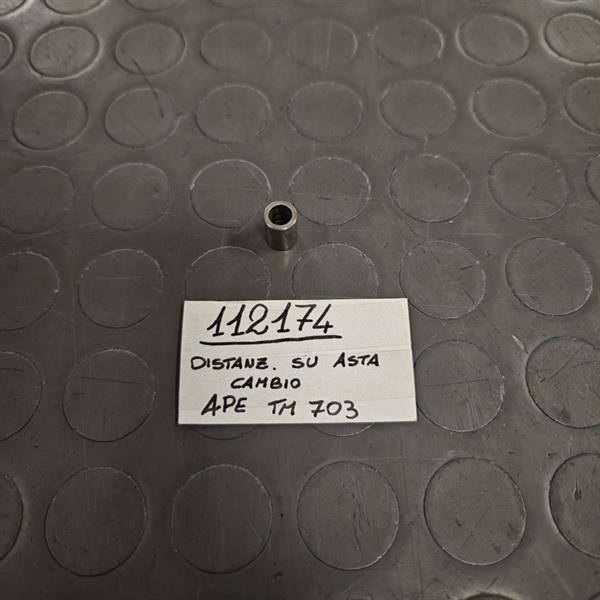 112174
DISTANZ. SU ASTA
CAMBIO
APE TM 703